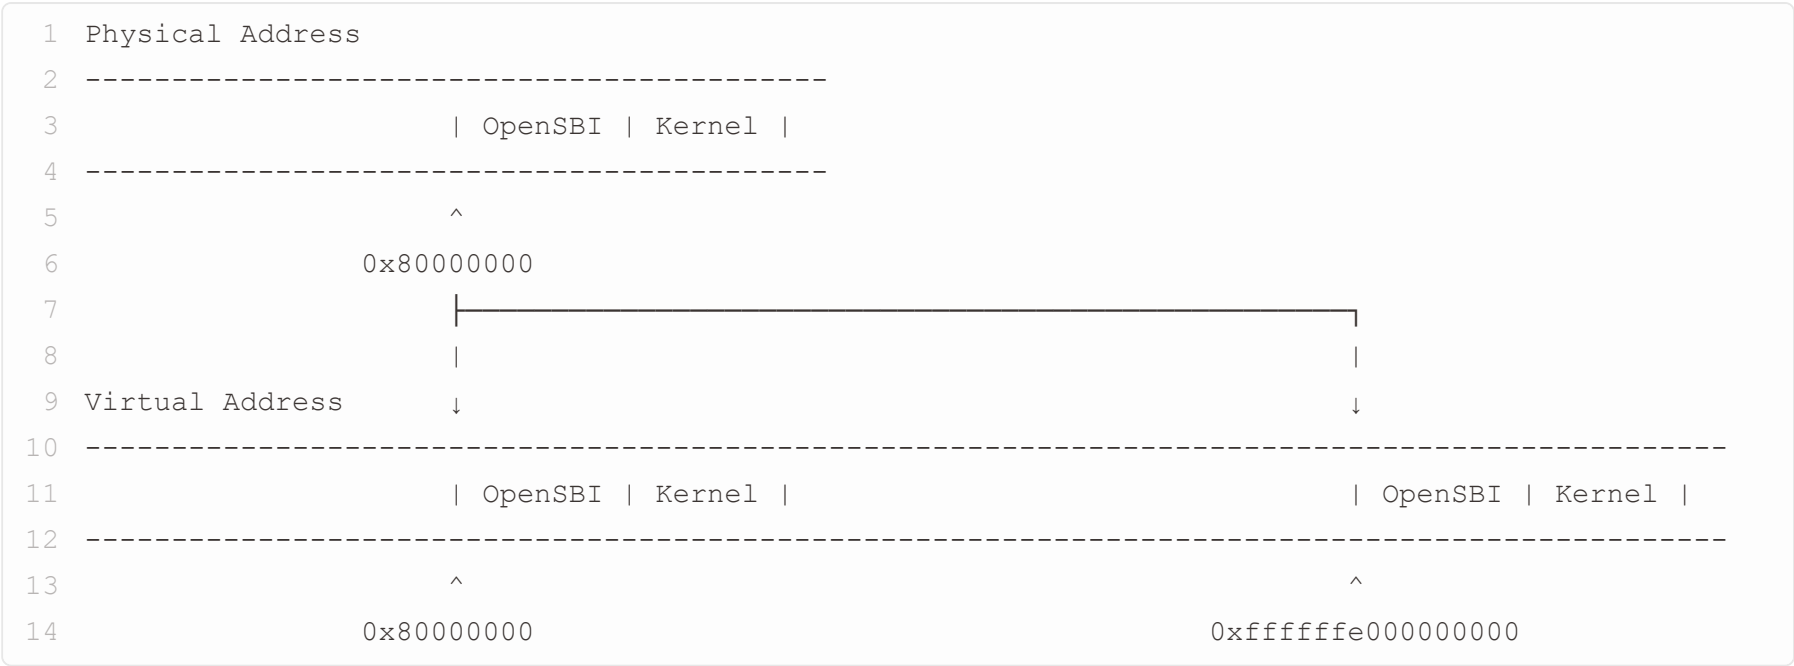 1 Physical Address
2 -------------------------------------------
3                      | OpenSBI | Kernel |
4 -------------------------------------------
5                      ^
6                 0x80000000
7                      ├───────────────────────────────────────────────────┐
8                      |                                                   |
9 Virtual Address      ↓                                                   ↓
10 -----------------------------------------------------------------------------------------------
11                      | OpenSBI | Kernel |                                | OpenSBI | Kernel |
12 -----------------------------------------------------------------------------------------------
13                      ^                                                   ^
14                 0x80000000                                       0xffffffe000000000